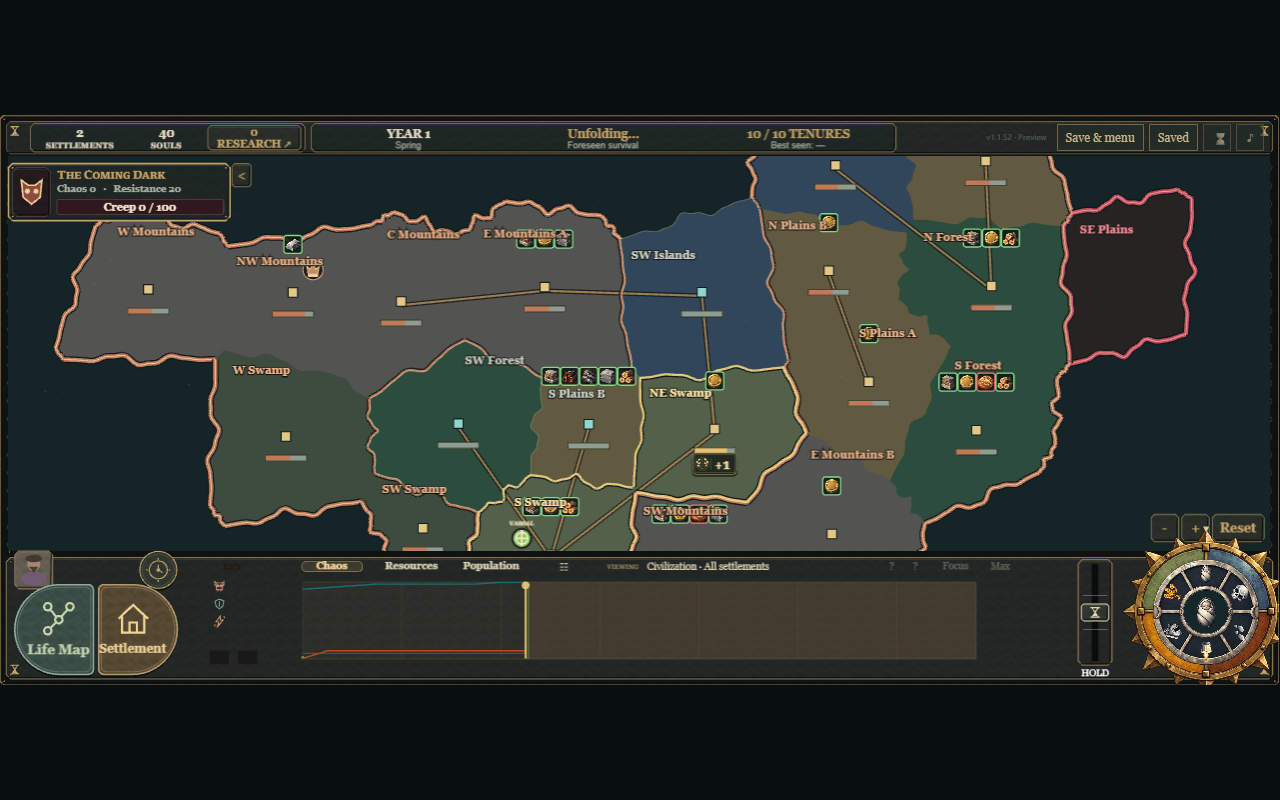 2
SETTLEMENTS
40
SOULS
0
RESEARCH ↗
YEAR 1
Spring
Unfolding...
Foreseen survival
10 / 10 TENURES
Best seen: —
v1.1.52 · Preview
Save & menu
Saved
THE COMING DARK
Chaos 0 · Resistance 20
Creep 0 / 100
<
W Mountains
NW Mountains
C Mountains
E Mountains A
SW Islands
N Plains B
N Forest
SE Plains
S Plains A
W Swamp
SW Forest
S Plains B
NE Swamp
S Forest
+1
E Mountains B
SW Swamp
S Swamp
SW Mountains
VASSAL
-
+
Reset
Chaos
Resources
Population
VIEWING
Civilization · All settlements
?
?
Focus
Max
Life Map
Settlement
HOLD